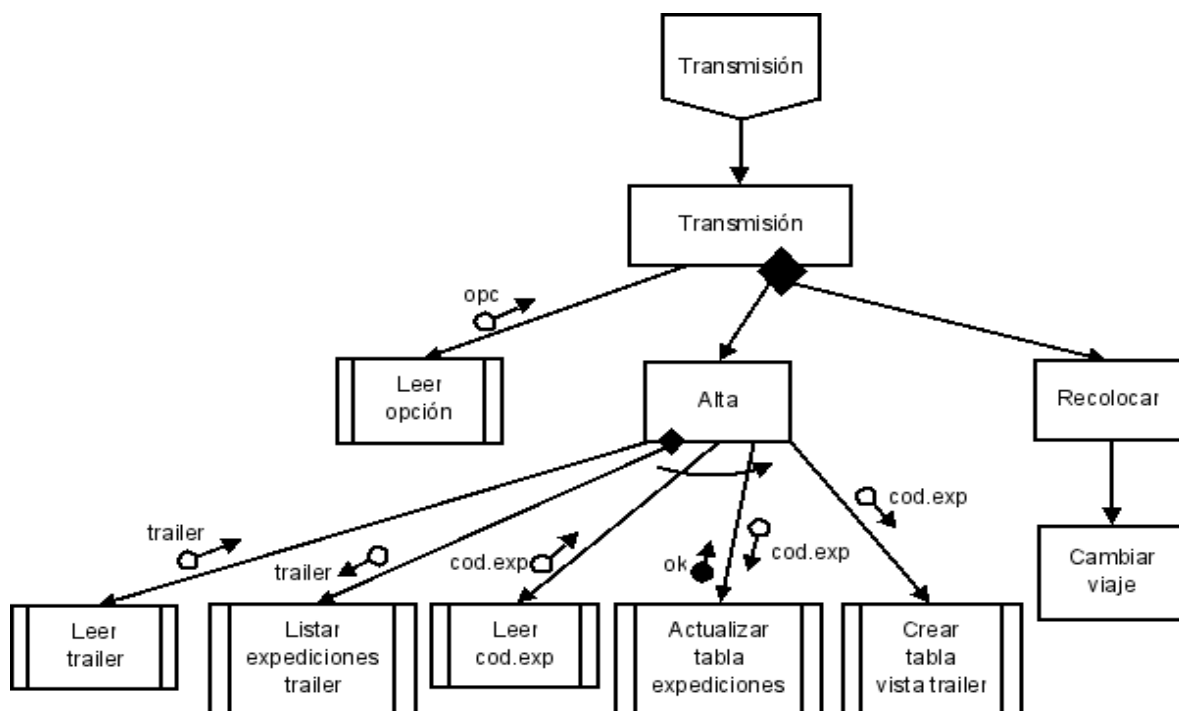 Transmisión
Transmisión
opc
Leer
opción
Alta
Recolocar
trailer
trailer
cod.exp
ok
cod.exp
cod.exp
Leer
trailer
Listar
expediciones
trailer
Leer
cod.exp
Actualizar
tabla
expediciones
Crear
tabla
vista trailer
Cambiar
viaje